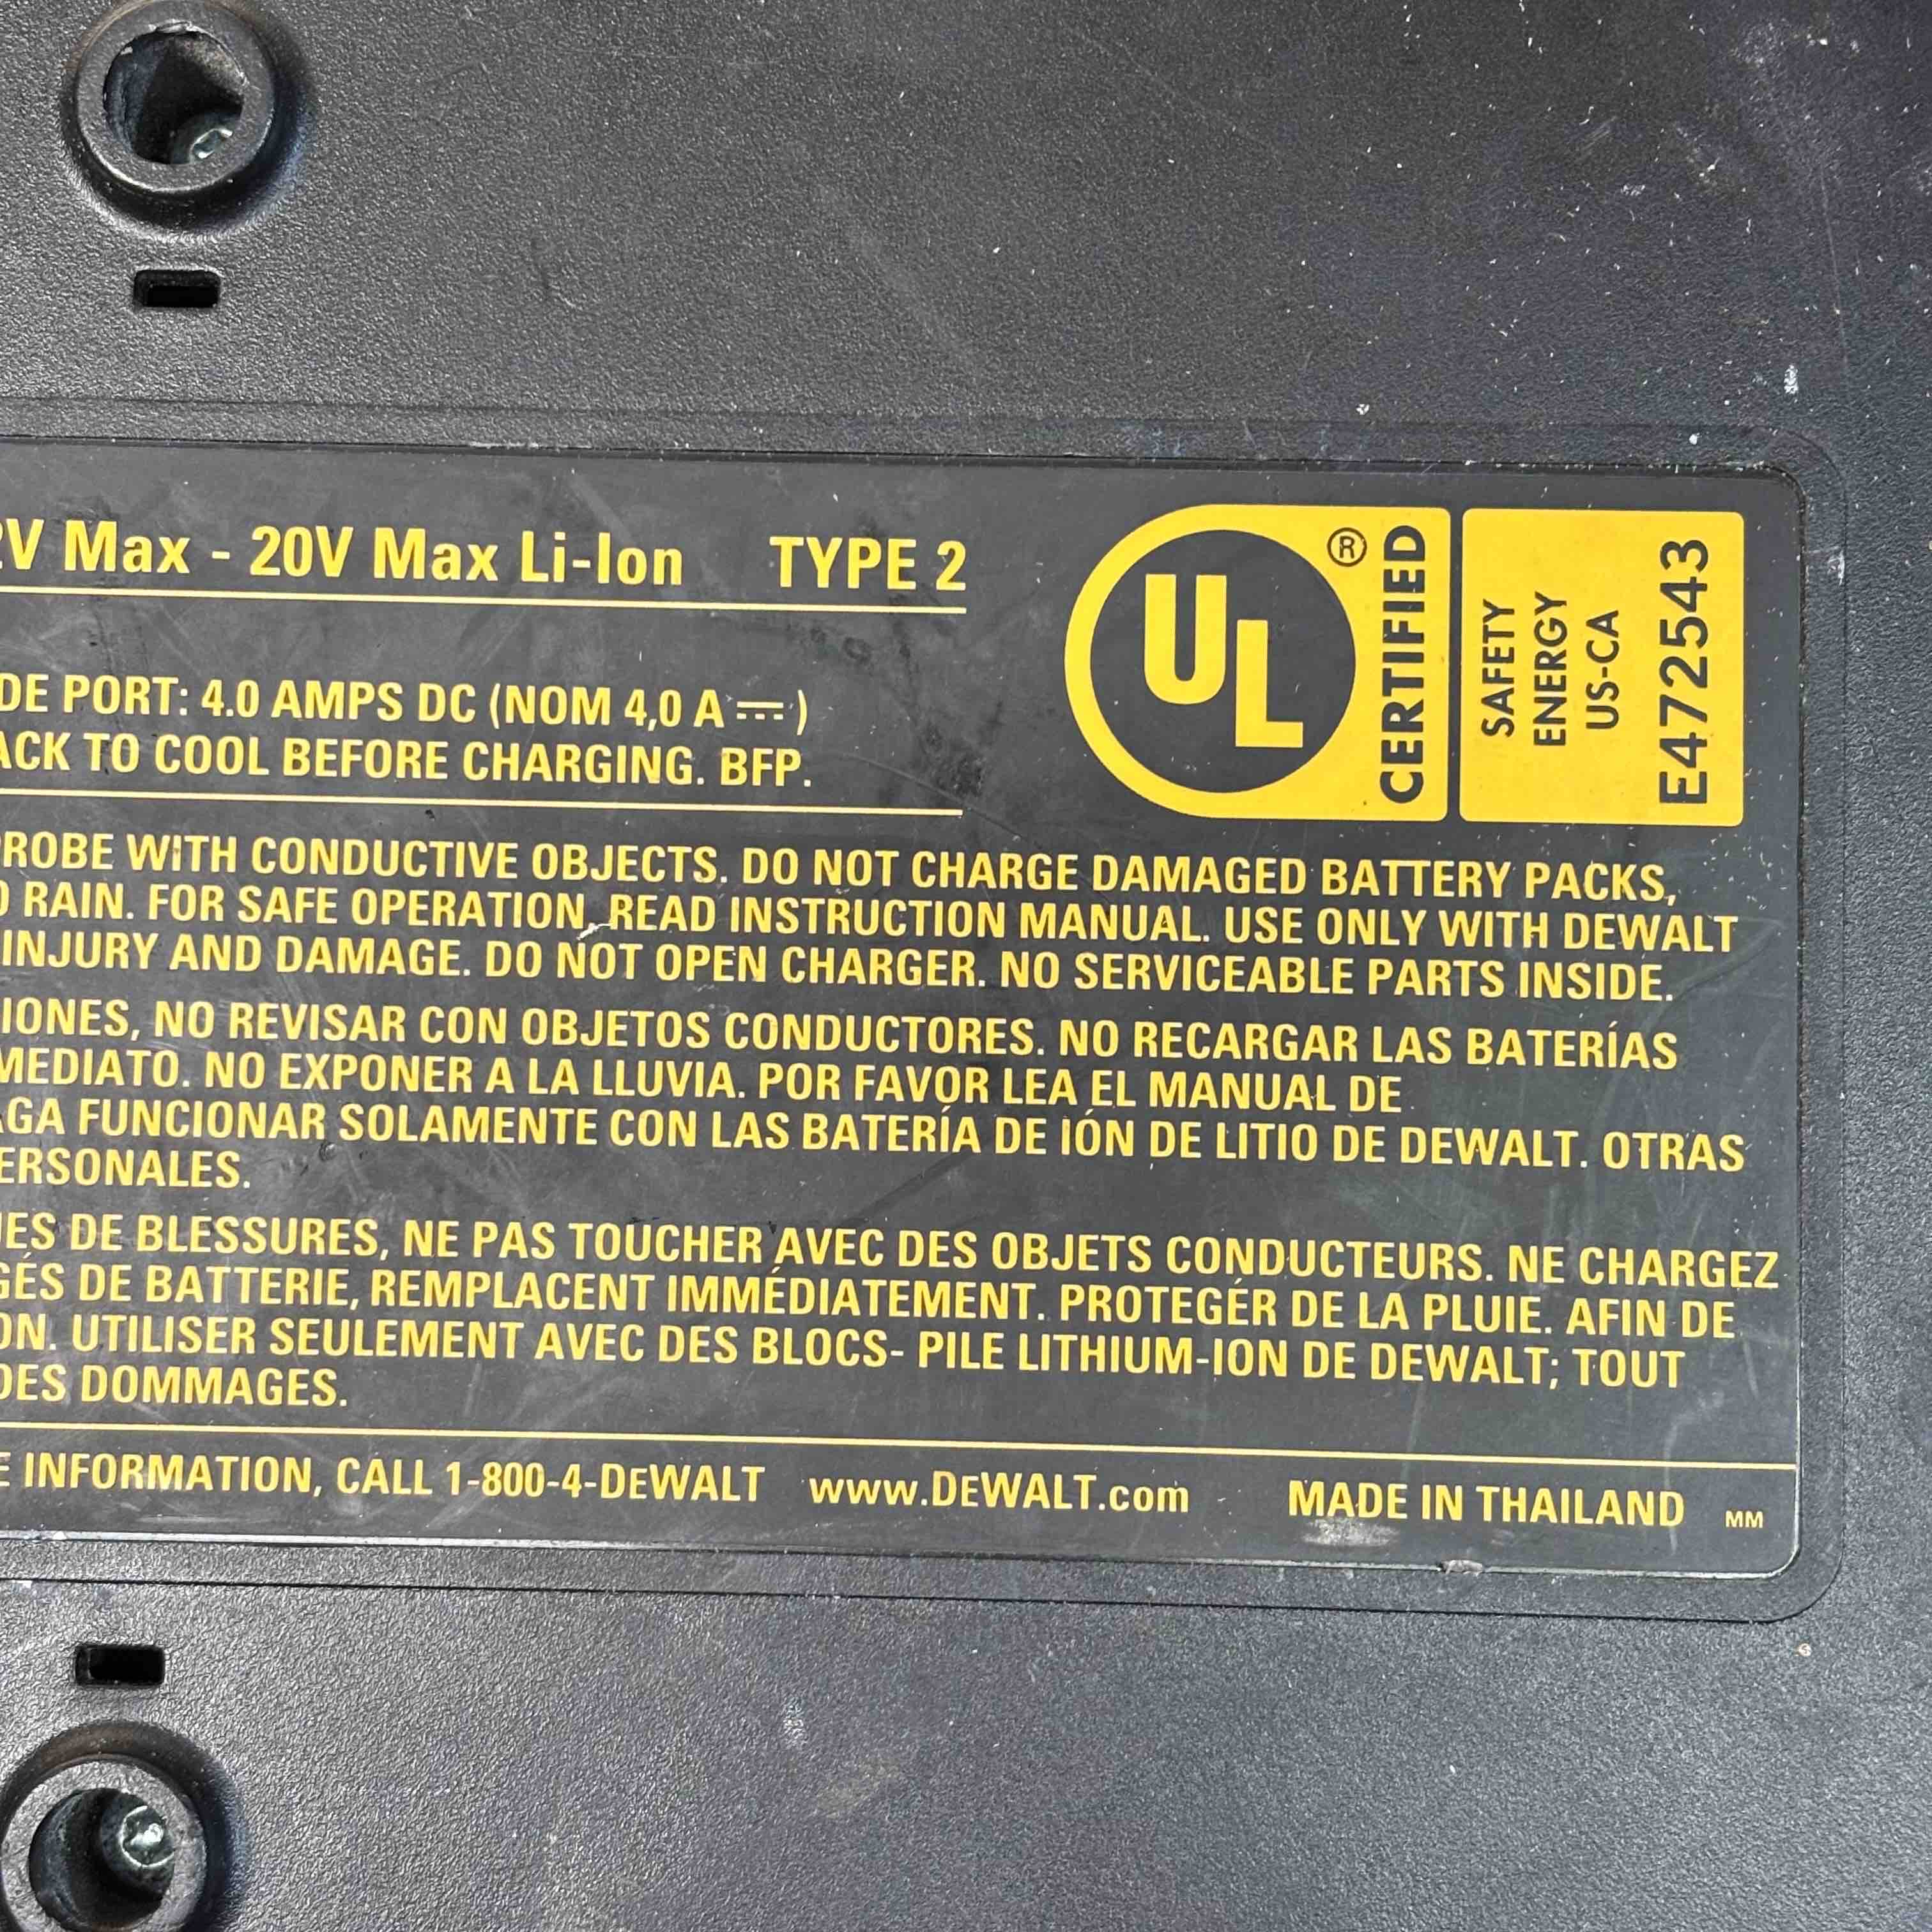 V Max - 20V Max Li-Ion TYPE 2
DE PORT: 4.0 AMPS DC (NOM 4,0 A ⎓)
ACK TO COOL BEFORE CHARGING. BFP.
UL ® CERTIFIED
SAFETY
ENERGY
US-CA
E472543
ROBE WITH CONDUCTIVE OBJECTS. DO NOT CHARGE DAMAGED BATTERY PACKS,
O RAIN. FOR SAFE OPERATION, READ INSTRUCTION MANUAL. USE ONLY WITH DEWALT
INJURY AND DAMAGE. DO NOT OPEN CHARGER. NO SERVICEABLE PARTS INSIDE.
IONES, NO REVISAR CON OBJETOS CONDUCTORES. NO RECARGAR LAS BATERÍAS
MEDIATO. NO EXPONER A LA LLUVIA. POR FAVOR LEA EL MANUAL DE
AGA FUNCIONAR SOLAMENTE CON LAS BATERÍA DE IÓN DE LITIO DE DEWALT. OTRAS
ERSONALES.
UES DE BLESSURES, NE PAS TOUCHER AVEC DES OBJETS CONDUCTEURS. NE CHARGEZ
GÉS DE BATTERIE, REMPLACENT IMMÉDIATEMENT. PROTEGÉR DE LA PLUIE. AFIN DE
ON. UTILISER SEULEMENT AVEC DES BLOCS- PILE LITHIUM-ION DE DEWALT; TOUT
DES DOMMAGES.
E INFORMATION, CALL 1-800-4-DEWALT www.DEWALT.com MADE IN THAILAND MM